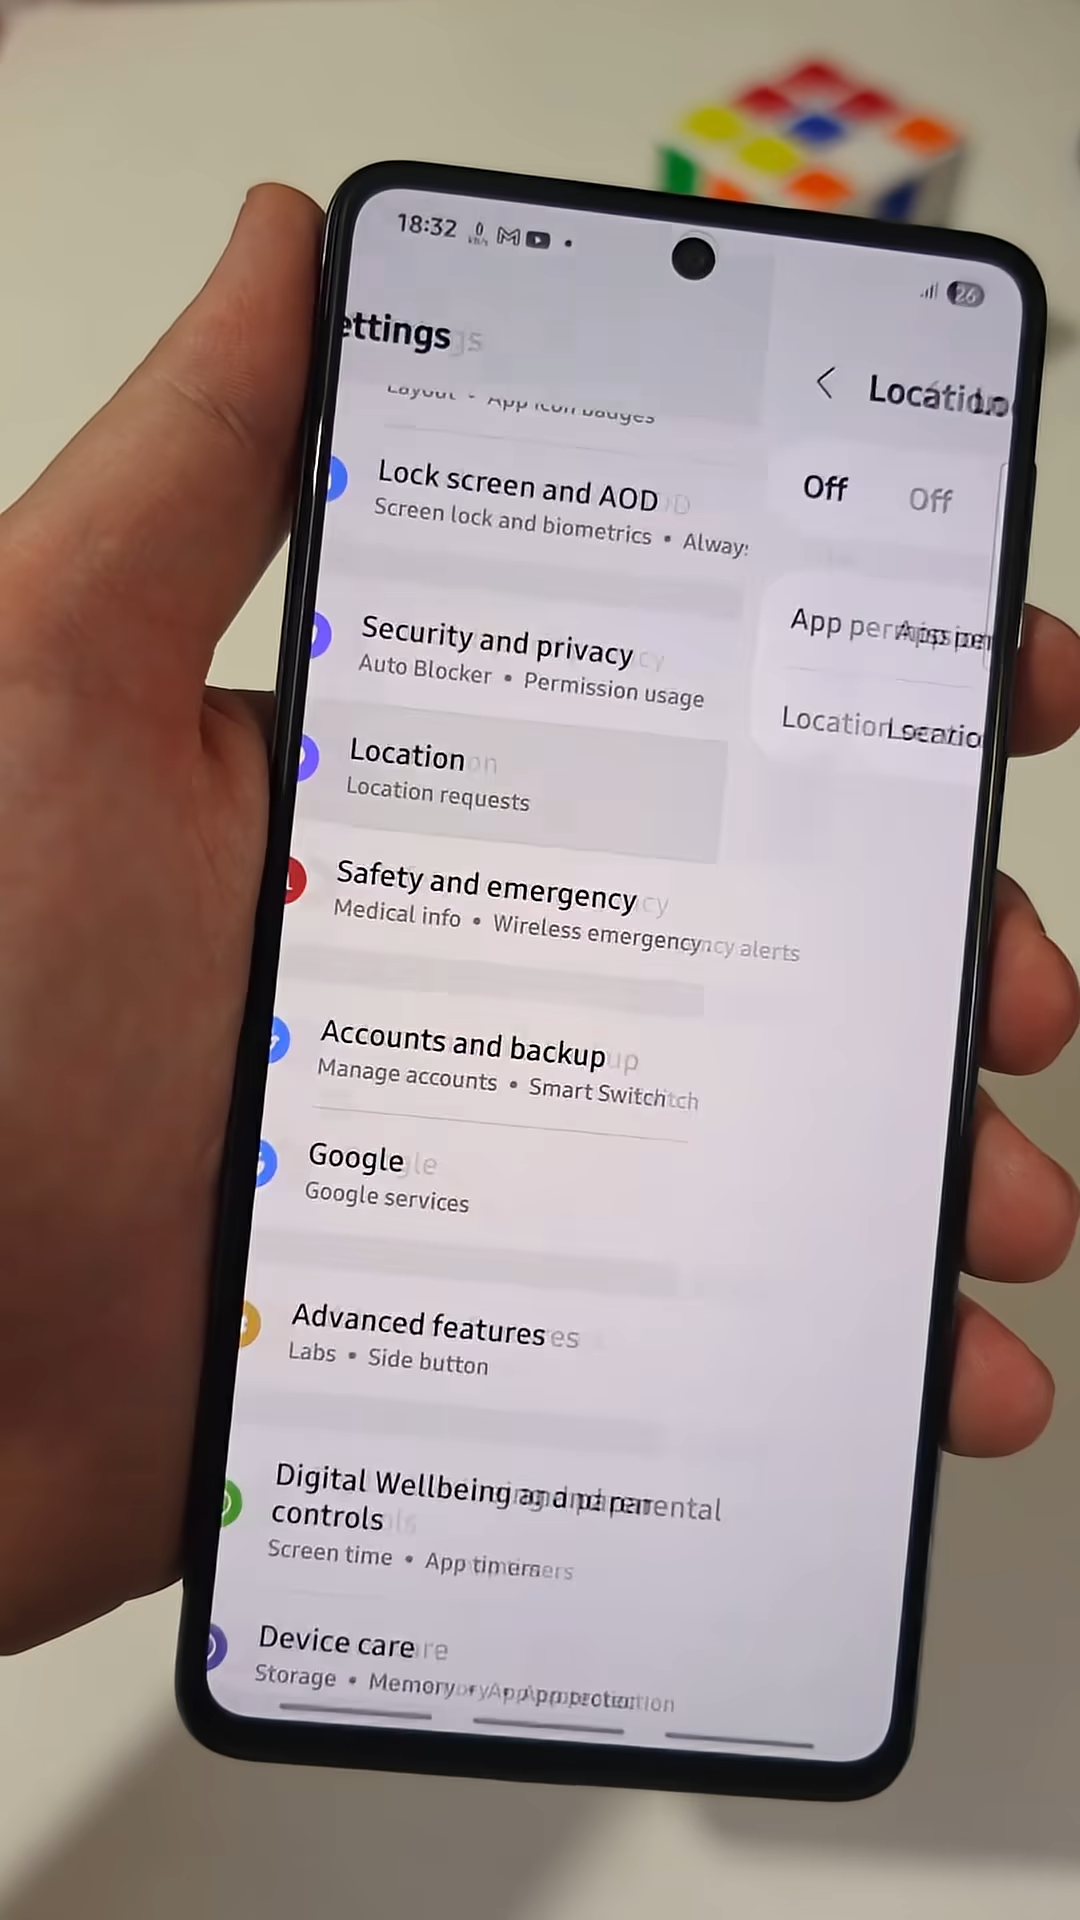 18:32
26
ettings
Layout • App icon badges
Lock screen and AOD
Screen lock and biometrics • Always
Security and privacy
Auto Blocker • Permission usage
Location
Location requests
Safety and emergency
Medical info • Wireless emergency alerts
Accounts and backup
Manage accounts • Smart Switch
Google
Google services
Advanced features
Labs • Side button
Digital Wellbeing and parental
controls
Screen time • App timers
Device care
Storage • Memory • App protection
Location
Off Off
App permission
Location